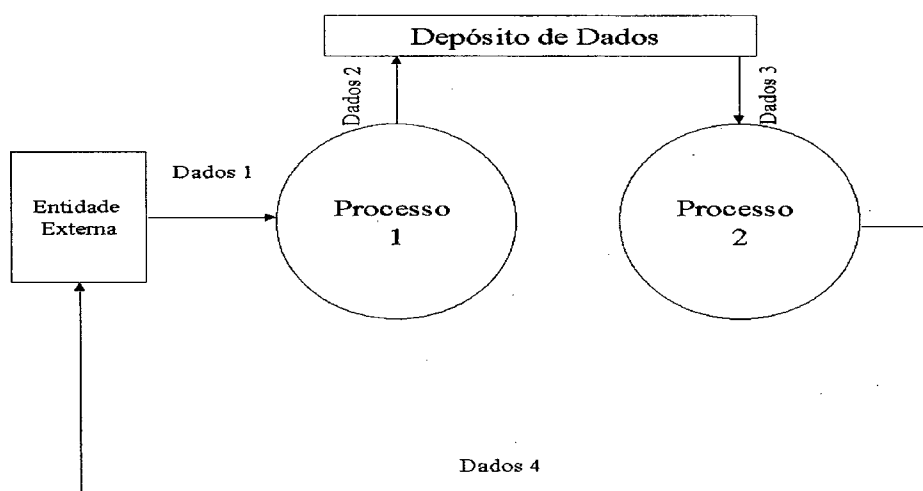 Depósito de Dados
Dados 2
Dados 3
Dados 1
Entidade
Externa
Processo
1
Processo
2
Dados 4